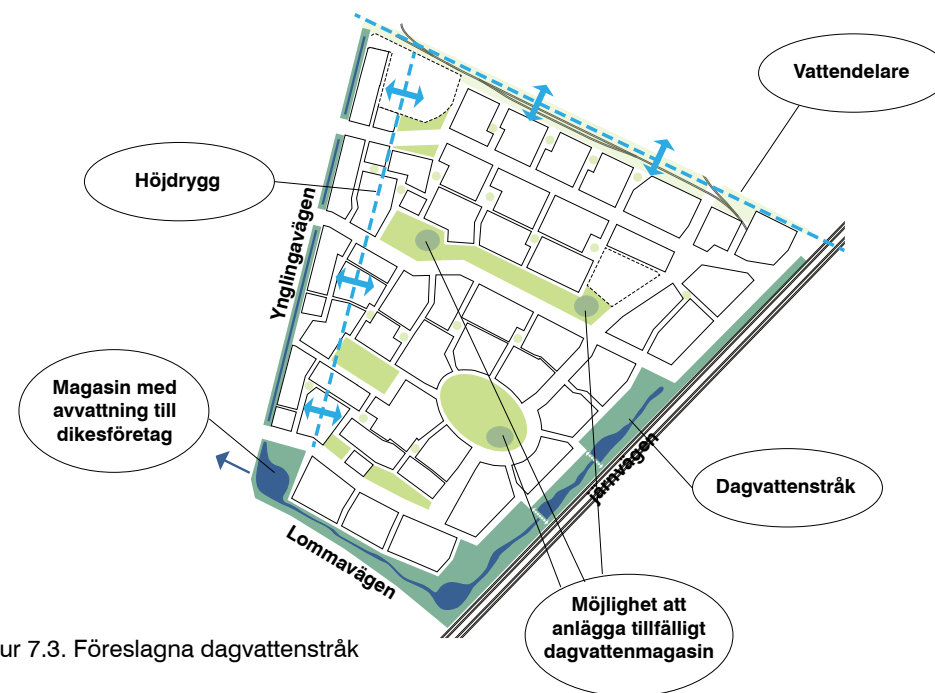 Vattendelare
Höjdrygg
Ynglingavägen
Magasin med
avvattning till
dikesföretag
Dagvattenstråk
järnvägen
Lommavägen
Möjlighet att
anlägga tillfälligt
dagvattenmagasin
ur 7.3. Föreslagna dagvattenstråk